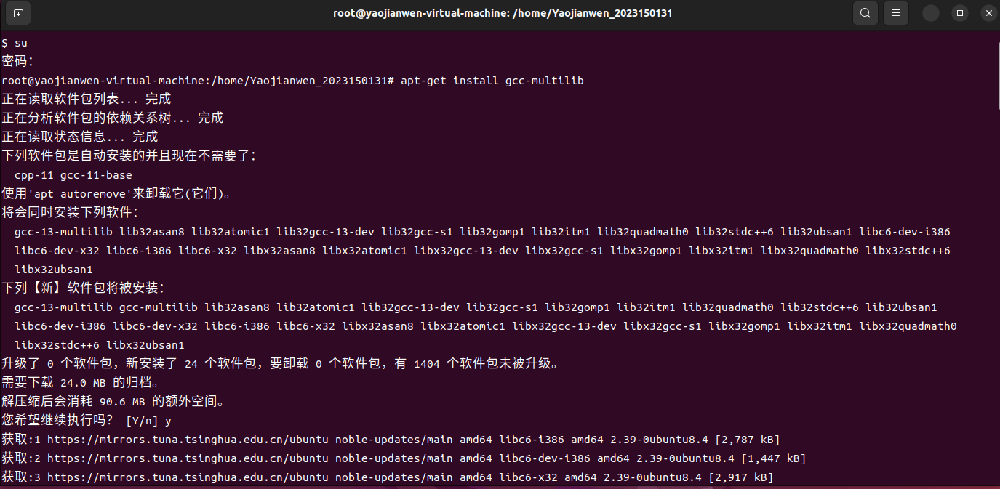 root@yaojianwen-virtual-machine: /home/Yaojianwen_2023150131
$ su
密码：
root@yaojianwen-virtual-machine:/home/Yaojianwen_2023150131# apt-get install gcc-multilib
正在读取软件包列表... 完成
正在分析软件包的依赖关系树... 完成
正在读取状态信息... 完成
下列软件包是自动安装的并且现在不需要了：
  cpp-11 gcc-11-base
使用'apt autoremove'来卸载它(它们)。
将会同时安装下列软件：
  gcc-13-multilib lib32asan8 lib32atomic1 lib32gcc-13-dev lib32gcc-s1 lib32gomp1 lib32itm1 lib32quadmath0 lib32stdc++6 lib32ubsan1 libc6-dev-i386
  libc6-dev-x32 libc6-i386 libc6-x32 libx32asan8 libx32atomic1 libx32gcc-13-dev libx32gcc-s1 libx32gomp1 libx32itm1 libx32quadmath0 libx32stdc++6
  libx32ubsan1
下列【新】软件包将被安装：
  gcc-13-multilib gcc-multilib lib32asan8 lib32atomic1 lib32gcc-13-dev lib32gcc-s1 lib32gomp1 lib32itm1 lib32quadmath0 lib32stdc++6 lib32ubsan1
  libc6-dev-i386 libc6-dev-x32 libc6-i386 libc6-x32 libx32asan8 libx32atomic1 libx32gcc-13-dev libx32gcc-s1 libx32gomp1 libx32itm1 libx32quadmath0
  libx32stdc++6 libx32ubsan1
升级了 0 个软件包，新安装了 24 个软件包，要卸载 0 个软件包，有 1404 个软件包未被升级。
需要下载 24.0 MB 的归档。
解压缩后会消耗 90.6 MB 的额外空间。
您希望继续执行吗？ [Y/n] y
获取:1 https://mirrors.tuna.tsinghua.edu.cn/ubuntu noble-updates/main amd64 libc6-i386 amd64 2.39-0ubuntu8.4 [2,787 kB]
获取:2 https://mirrors.tuna.tsinghua.edu.cn/ubuntu noble-updates/main amd64 libc6-dev-i386 amd64 2.39-0ubuntu8.4 [1,447 kB]
获取:3 https://mirrors.tuna.tsinghua.edu.cn/ubuntu noble-updates/main amd64 libc6-x32 amd64 2.39-0ubuntu8.4 [2,917 kB]